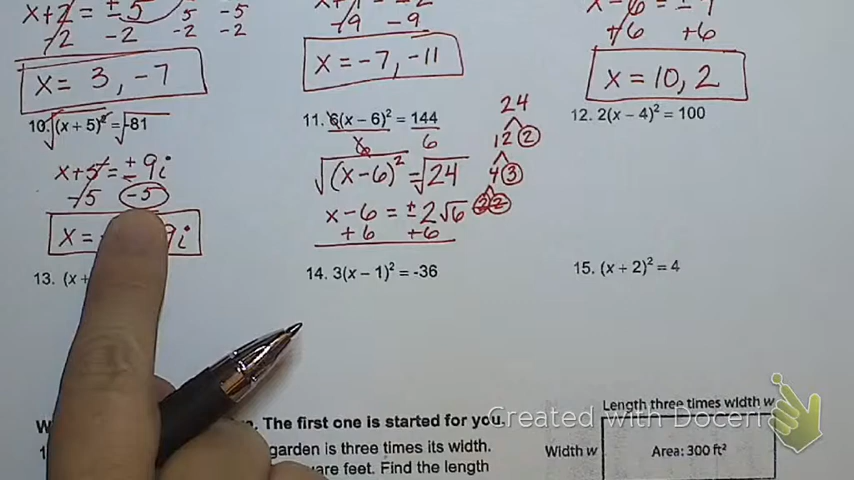 x+2 = ± 5 5 -5
-2 -2 -2 -2
x = 3, -7
-9 -9
x = -7, -11
+6 +6
x = 10, 2
10. √(x + 5)² = √-81
x+5 = ± 9i
-5 -5
x = 9i
11. 6(x – 6)² = 144
6 6
√(x-6)² = √24
x-6 = ± 2√6
+6 +6
24
12 2
4 3
2 2
12. 2(x – 4)² = 100
13. (x+
14. 3(x – 1)² = -36
15. (x + 2)² = 4
The first one is started for you.
garden is three times its width.
feet. Find the length
Length three times width w
Width w
Area: 300 ft²
Created with Doceri